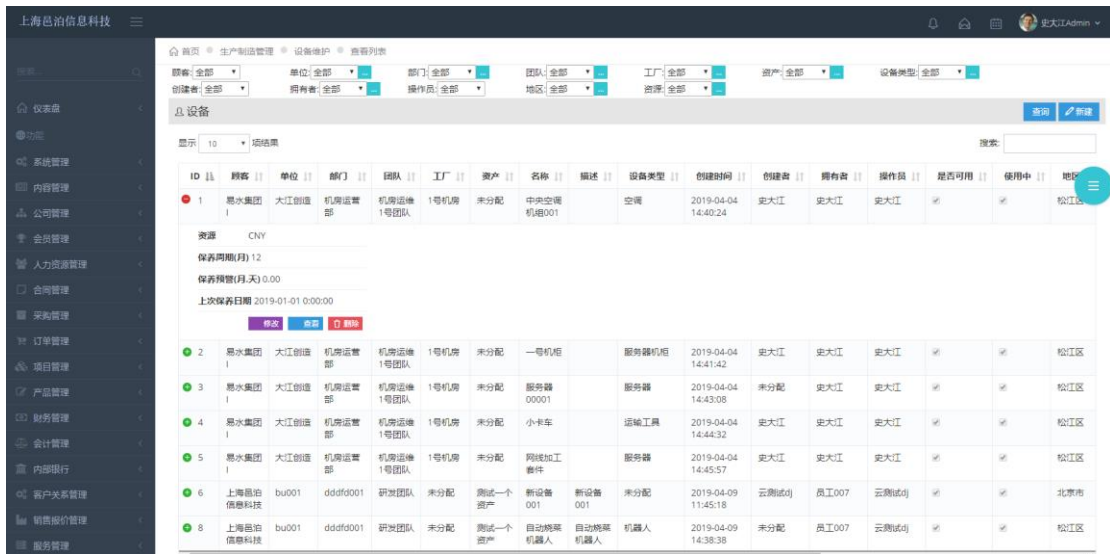 上海邑泊信息科技
史大江Admin
搜索...
首页 生产制造管理 设备维护 查看列表
顾客: 全部 单位: 全部 部门: 全部 团队: 全部 工厂: 全部 资产: 全部 设备类型: 全部
创建者: 全部 拥有者: 全部 操作员: 全部 地区: 全部 资源: 全部
仪表盘
功能
系统管理
内容管理
公司管理
会员管理
人力资源管理
合同管理
采购管理
订单管理
项目管理
产品管理
财务管理
会计管理
内部银行
客户关系管理
销售报价管理
服务管理
设备
查询 新建
显示 10 项结果
搜索:
ID 顾客 单位 部门 团队 工厂 资产 名称 描述 设备类型 创建时间 创建者 拥有者 操作员 是否可用 使用中 地区
1 易水集团I 大江创造 机房运营部 机房运维1号团队 1号机房 未分配 中央空调机组001 空调 2019-04-04 14:40:24 史大江 史大江 史大江 松江区
资源 CNY
保养周期(月) 12
保养预警(月.天) 0.00
上次保养日期 2019-01-01 0:00:00
修改 查看 删除
2 易水集团I 大江创造 机房运营部 机房运维1号团队 1号机房 未分配 一号机柜 服务器机柜 2019-04-04 14:41:42 史大江 史大江 史大江 松江区
3 易水集团I 大江创造 机房运营部 机房运维1号团队 1号机房 未分配 服务器00001 服务器 2019-04-04 14:43:08 未分配 史大江 史大江 松江区
4 易水集团I 大江创造 机房运营部 机房运维1号团队 1号机房 未分配 小卡车 运输工具 2019-04-04 14:44:32 史大江 史大江 史大江 松江区
5 易水集团I 大江创造 机房运营部 机房运维1号团队 1号机房 未分配 网线加工套件 服务器 2019-04-04 14:45:57 史大江 史大江 史大江 松江区
6 上海邑泊信息科技 bu001 dddfd001 研发团队 未分配 测试一个资产 新设备001 新设备001 未分配 2019-04-09 11:45:18 云测试dj 员工007 云测试dj 北京市
8 上海邑泊信息科技 bu001 dddfd001 研发团队 未分配 测试一个资产 自动烧菜机器人 自动烧菜机器人 机器人 2019-04-09 14:38:38 未分配 员工007 云测试dj 松江区